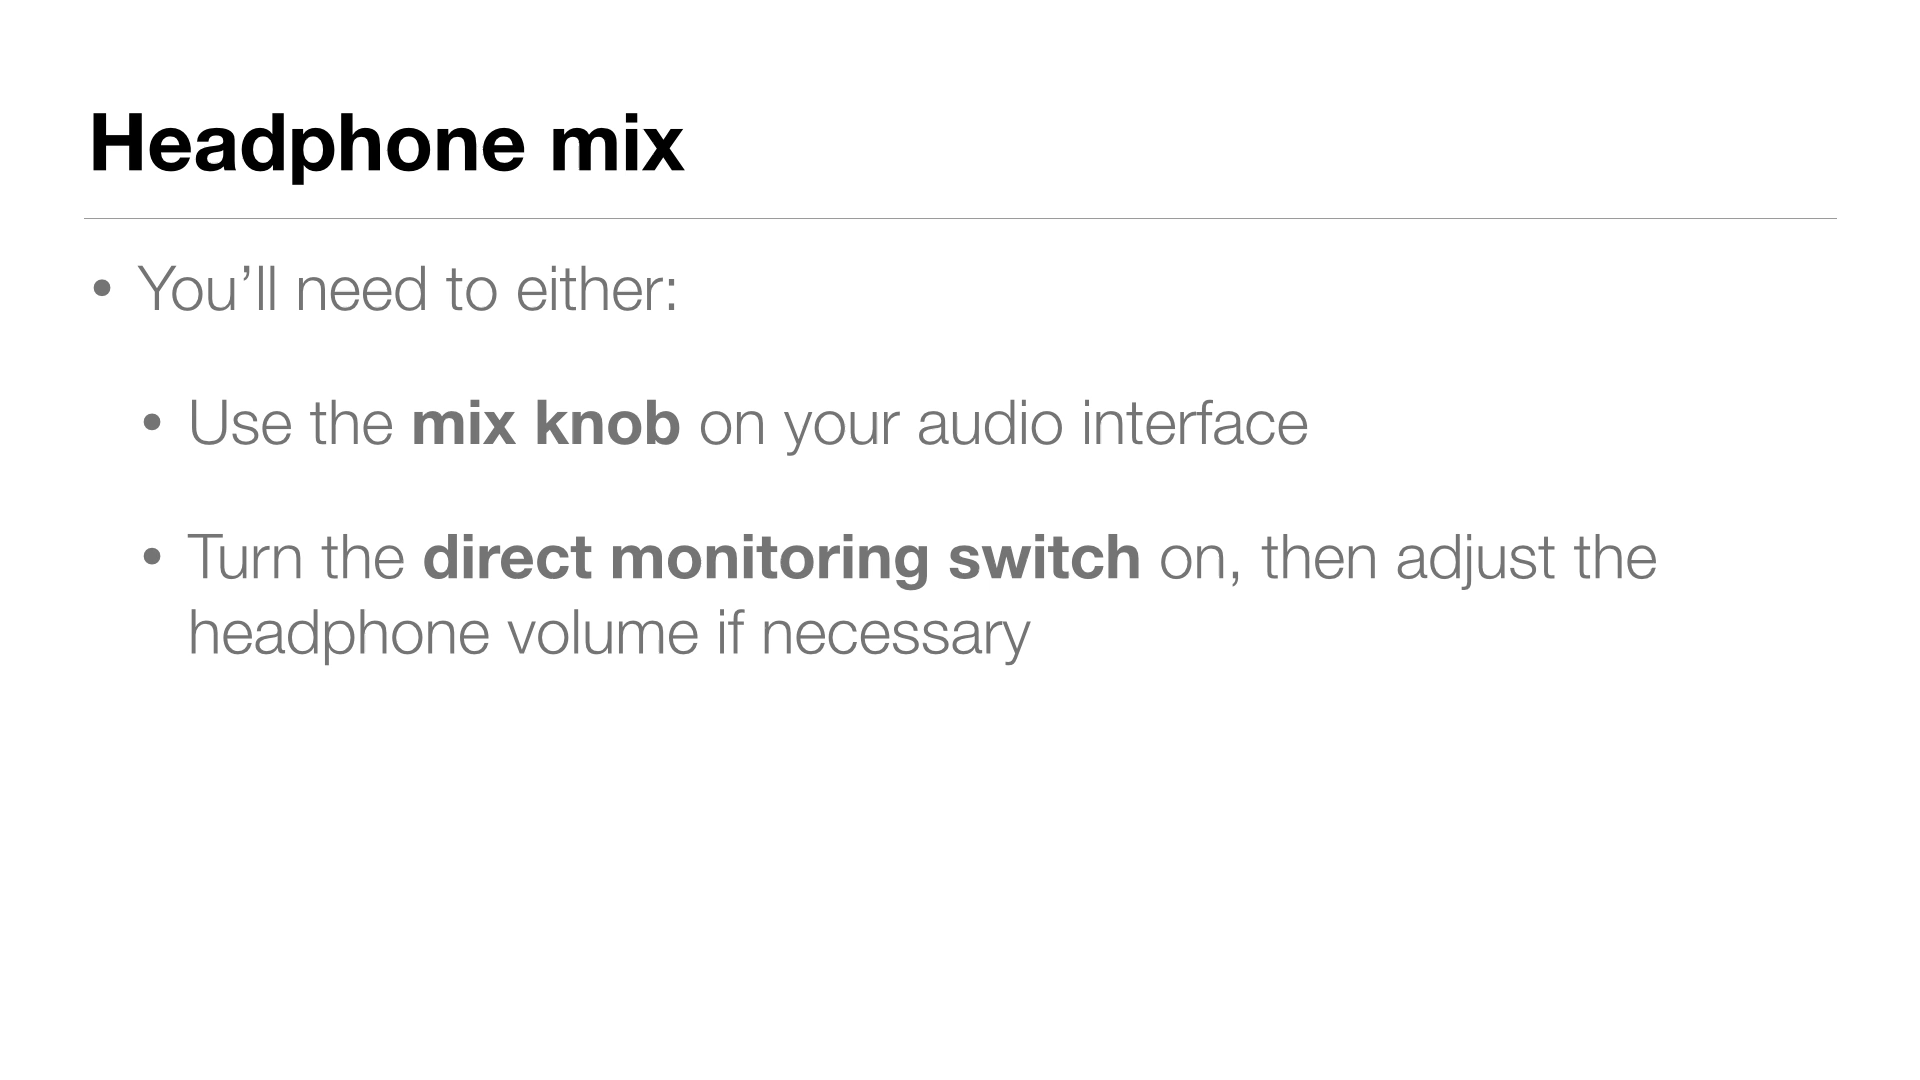 Headphone mix
• You’ll need to either:
• Use the mix knob on your audio interface
• Turn the direct monitoring switch on, then adjust the
headphone volume if necessary